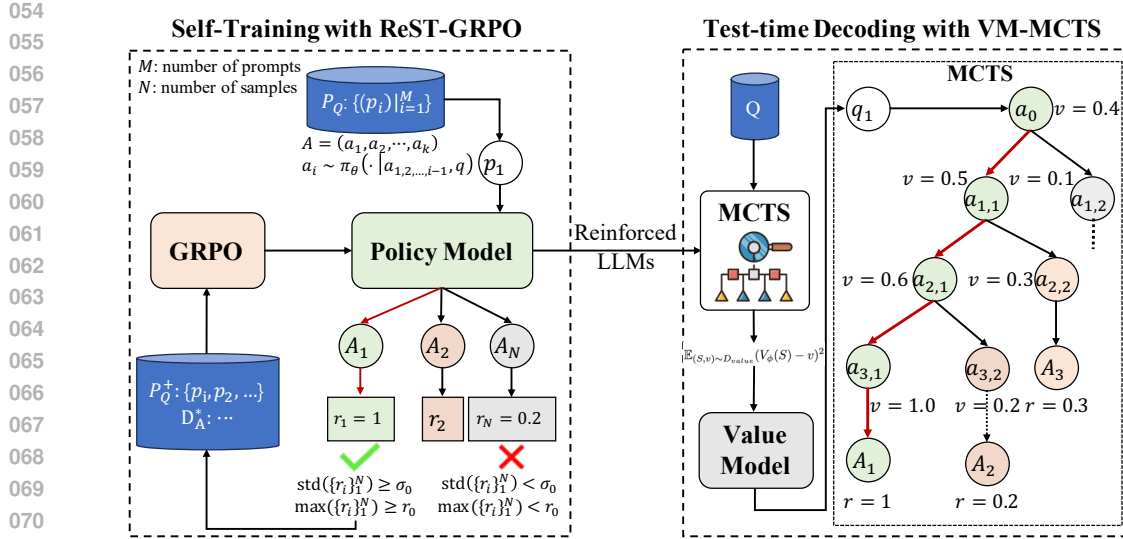 054
055
056
057
058
059
060
061
062
063
064
065
066
067
068
069
070
Self-Training with ReST-GRPO
M: number of prompts
N: number of samples
P_Q: {(p_i)|_{i=1}^M}
A = (a_1, a_2, ⋯, a_k)
a_i ~ π_θ(· |a_{1,2,…,i-1}, q)
p_1
GRPO
Policy Model
A_1
A_2
A_N
r_1 = 1
r_2
r_N = 0.2
P_Q^+: {p_i, p_2, …}
D_A^*: ⋯
std({r_i}_1^N) ≥ σ_0
max({r_i}_1^N) ≥ r_0
std({r_i}_1^N) < σ_0
max({r_i}_1^N) < r_0
Reinforced
LLMs
Test-time Decoding with VM-MCTS
Q
MCTS
𝔼_{(S,v)~D_{value}}(V_ϕ(S) − v)^2
Value
Model
MCTS
q_1
a_0
v = 0.4
v = 0.5
a_{1,1}
v = 0.1
a_{1,2}
v = 0.6
a_{2,1}
v = 0.3
a_{2,2}
a_{3,1}
a_{3,2}
A_3
v = 1.0
v = 0.2
r = 0.3
A_1
A_2
r = 1
r = 0.2